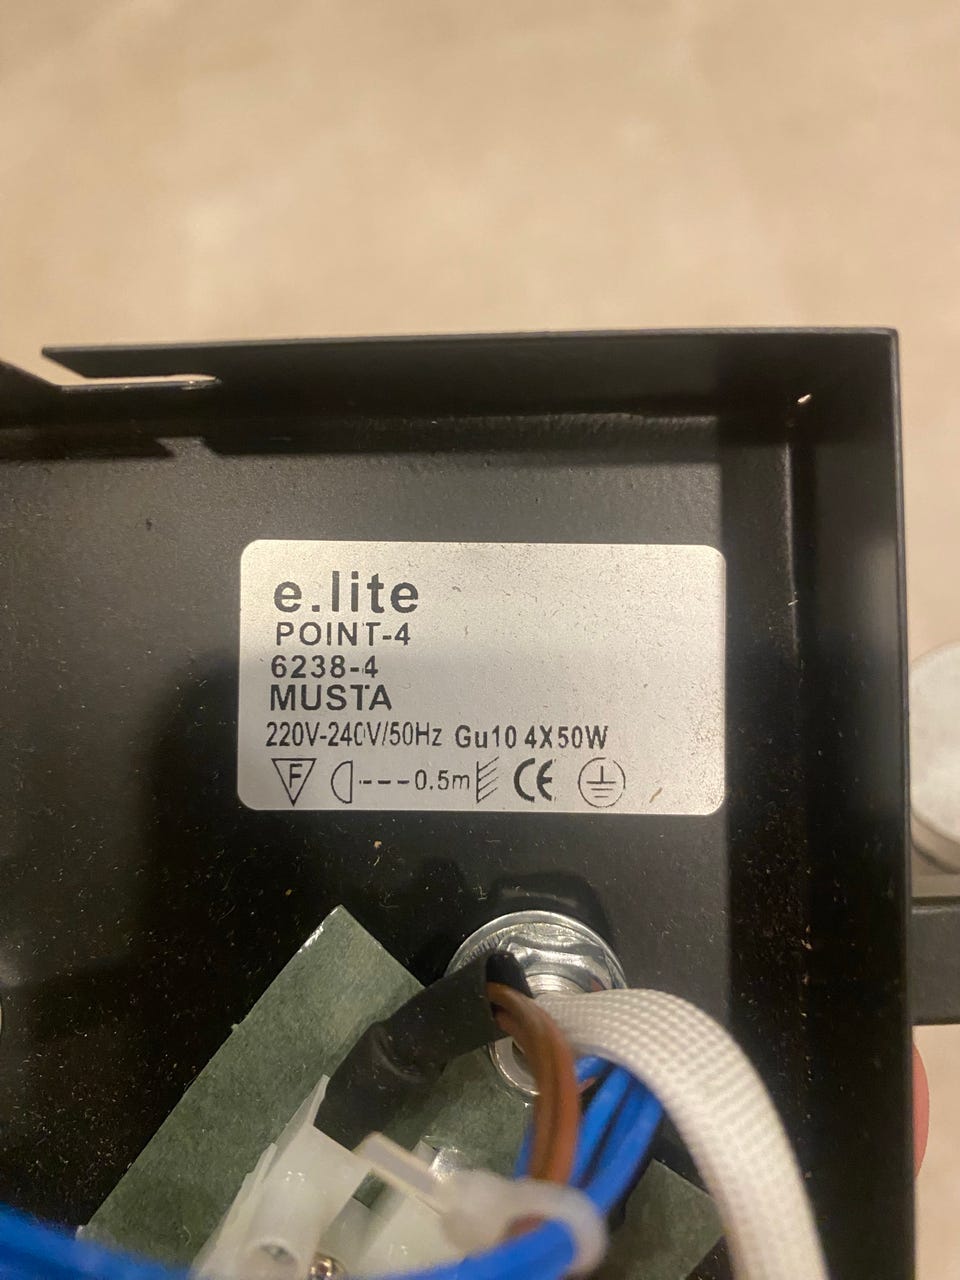 e.lite
POINT-4
6238-4
MUSTA
220V-240V/50Hz Gu10 4X50W
F 0.5m CE